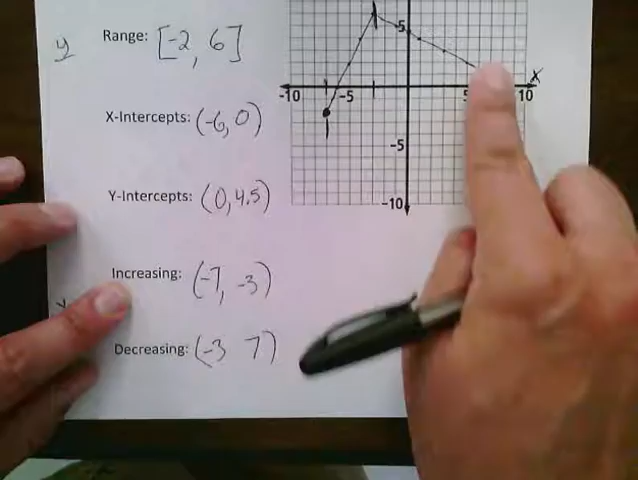 y
Range: [-2, 6]
X-Intercepts: (-6,0)
Y-Intercepts: (0,4.5)
Increasing: (-7, -3)
Decreasing: (-3 7)
5
x
-10
-5
5
10
-5
-10